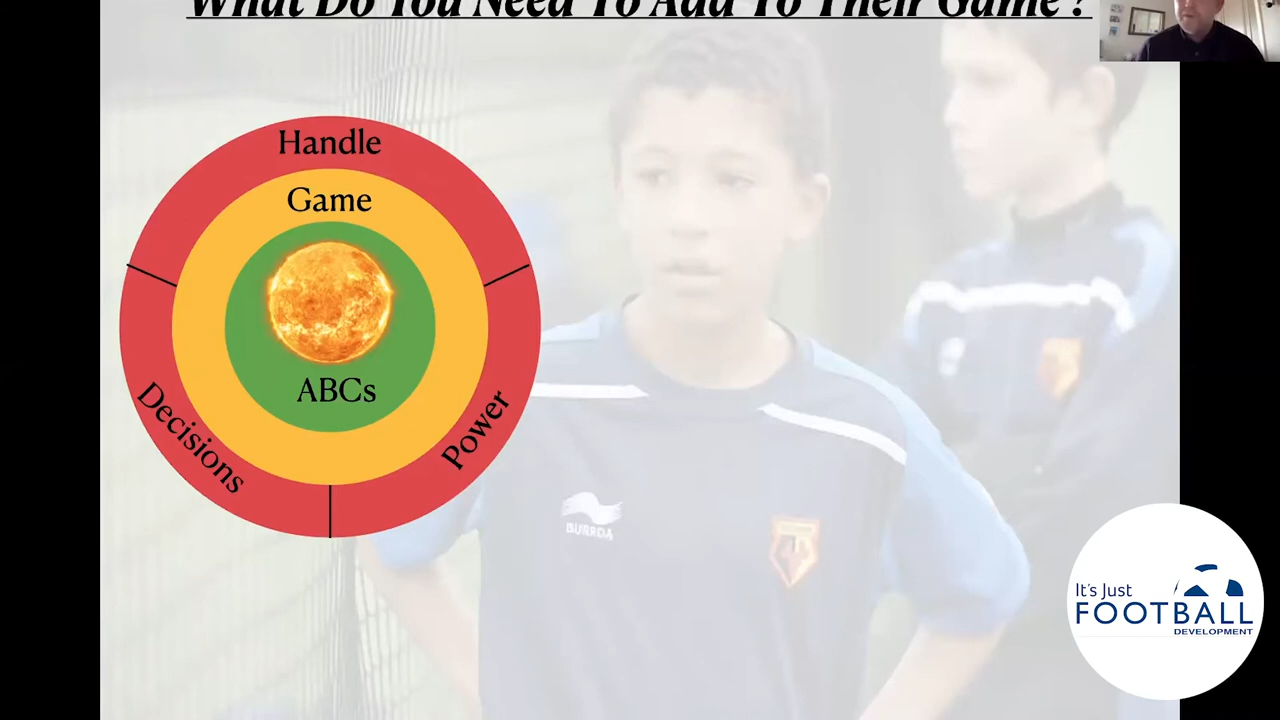 What Do You Need To Add To Their Game?
Handle
Game
ABCs
Decisions
Power
BURRDA
It's Just
FOOTBALL
DEVELOPMENT